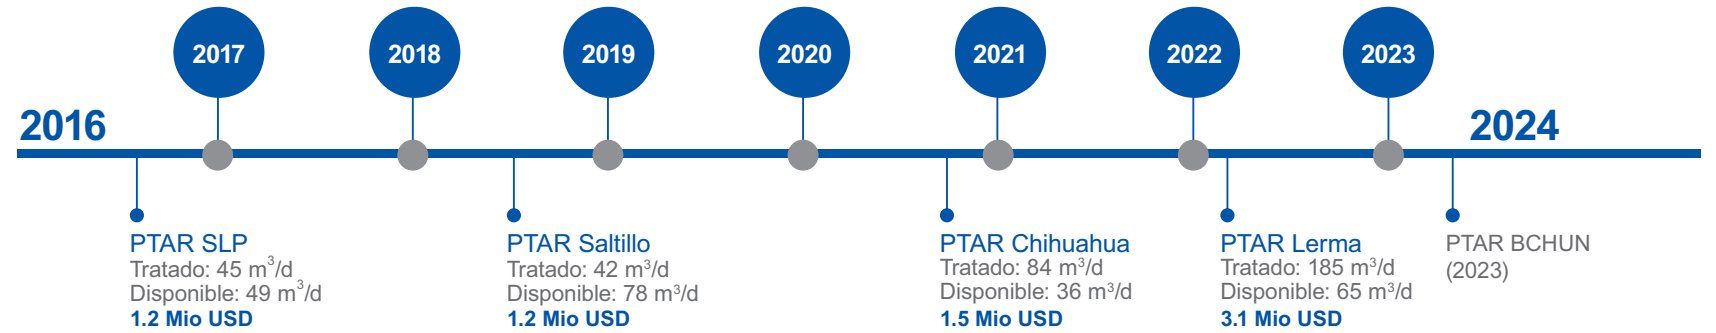 2017
2018
2019
2020
2021
2022
2023
2016
2024
PTAR SLP
Tratado: 45 m³/d
Disponible: 49 m³/d
1.2 Mio USD
PTAR Saltillo
Tratado: 42 m³/d
Disponible: 78 m³/d
1.2 Mio USD
PTAR Chihuahua
Tratado: 84 m³/d
Disponible: 36 m³/d
1.5 Mio USD
PTAR Lerma
Tratado: 185 m³/d
Disponible: 65 m³/d
3.1 Mio USD
PTAR BCHUN
(2023)